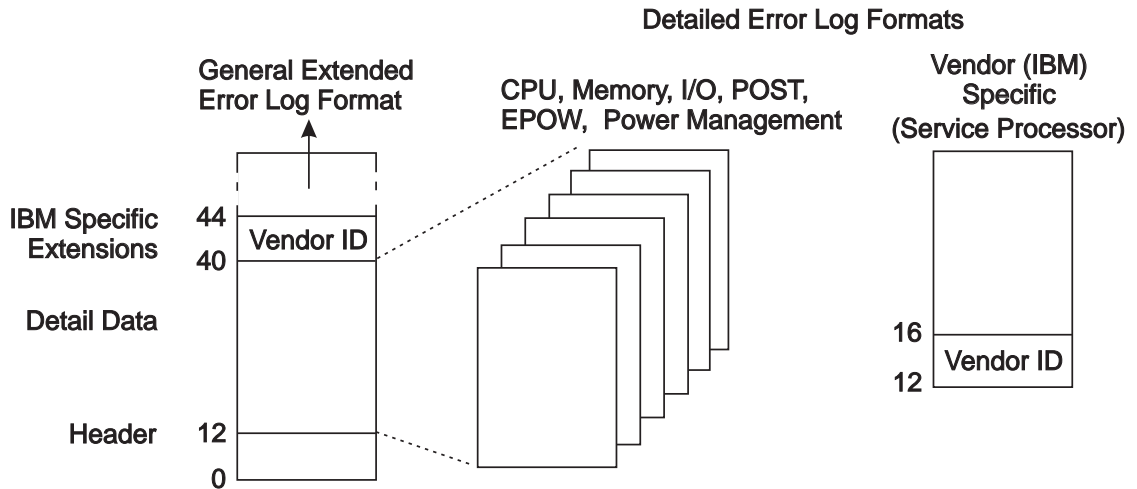 Detailed Error Log Formats
General Extended
Error Log Format
CPU, Memory, I/O, POST,
EPOW, Power Management
Vendor (IBM)
Specific
(Service Processor)
IBM Specific
Extensions
44
Vendor ID
40
Detail Data
Header
12
0
16
Vendor ID
12